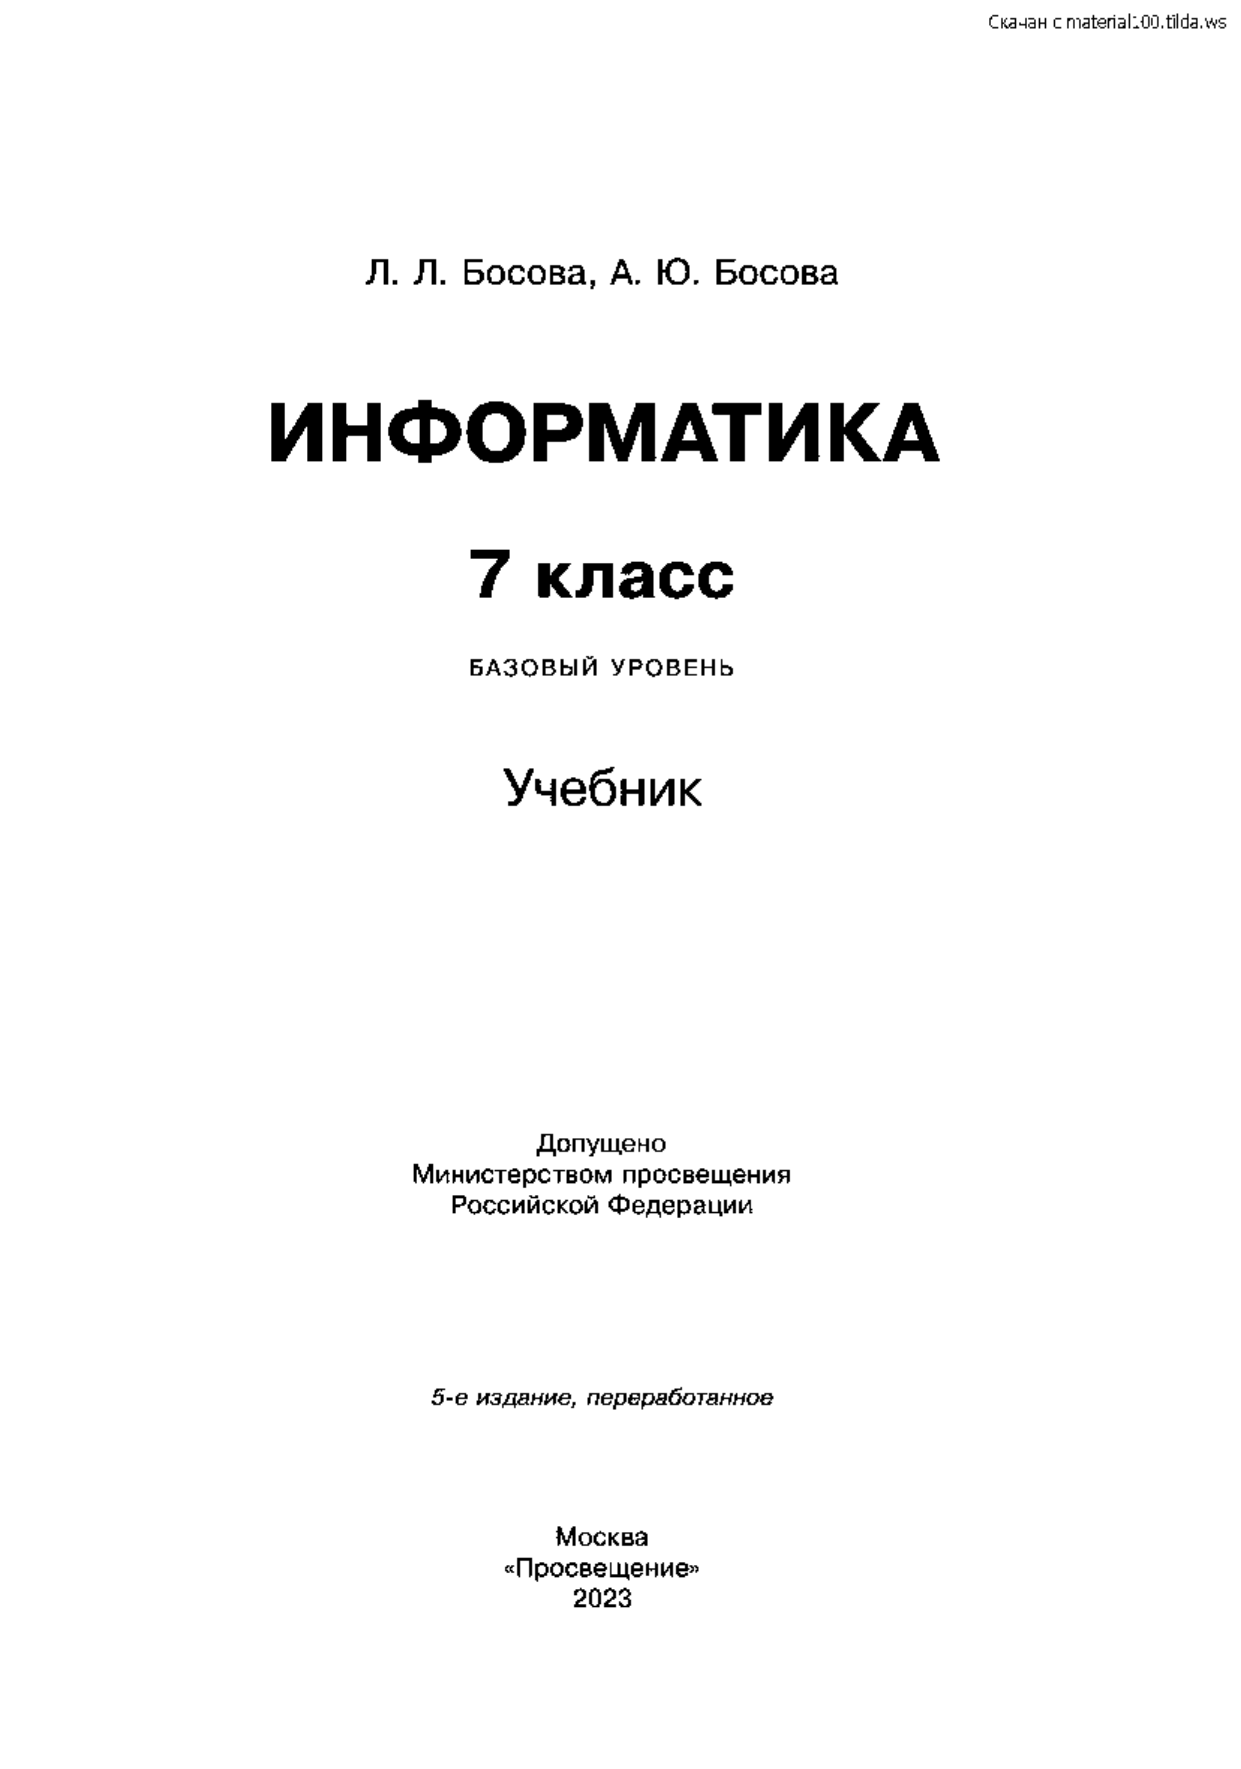 Скачан с material100.tilda.ws
Л. Л. Босова, А. Ю. Босова
ИНФОРМАТИКА
7 класс
БАЗОВЫЙ УРОВЕНЬ
Учебник
Допущено
Министерством просвещения
Российской Федерации
5-е издание, переработанное
Москва
«Просвещение»
2023